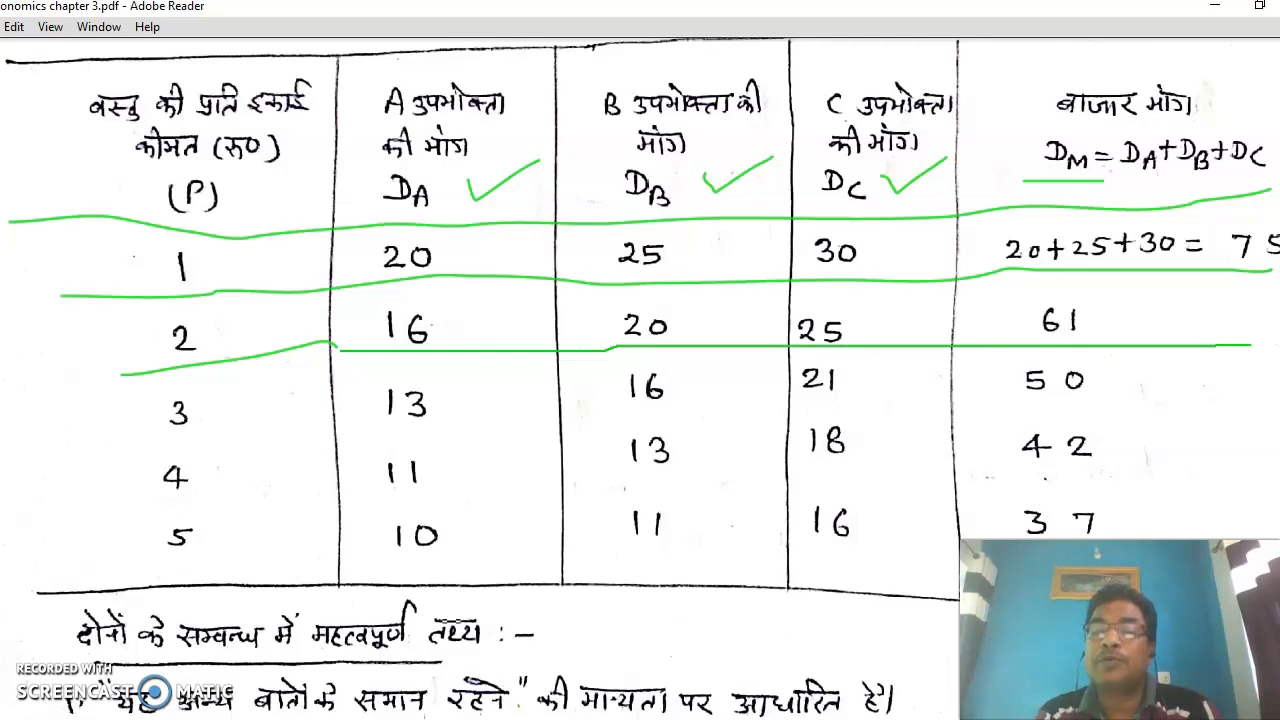 onomics chapter 3.pdf - Adobe Reader
Edit View Window Help
वस्तु की प्रति इकाई कीमत (रु०) (P)
A उपभोक्ता की मांग DA
B उपभोक्ता की मांग DB
C उपभोक्ता की मांग DC
बाजार मांग DM = DA+DB+DC
1 20 25 30 20+25+30= 75
2 16 20 25 61
3 13 16 21 50
4 11 13 18 42
5 10 11 16 37
दोनों के सम्बन्ध में महत्वपूर्ण तथ्य :-
"यह अन्य बातों के समान रहने" की मान्यता पर आधारित है।
RECORDED WITH
SCREENCAST MATIC